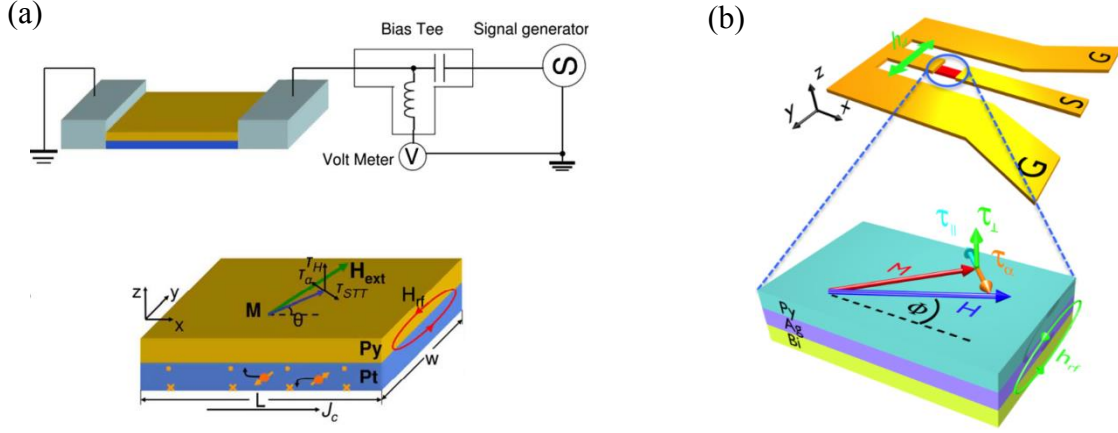 (a)
Bias Tee
Signal generator
S
Volt Meter
V
z
y
x
M
τH
τα
τSTT
Hext
θ
Hrf
Py
Pt
w
L
Jc
(b)
h
G
S
G
z
y
x
τ||
τ⊥
τα
M
H
Φ
Py
Ag
Bi
hrf